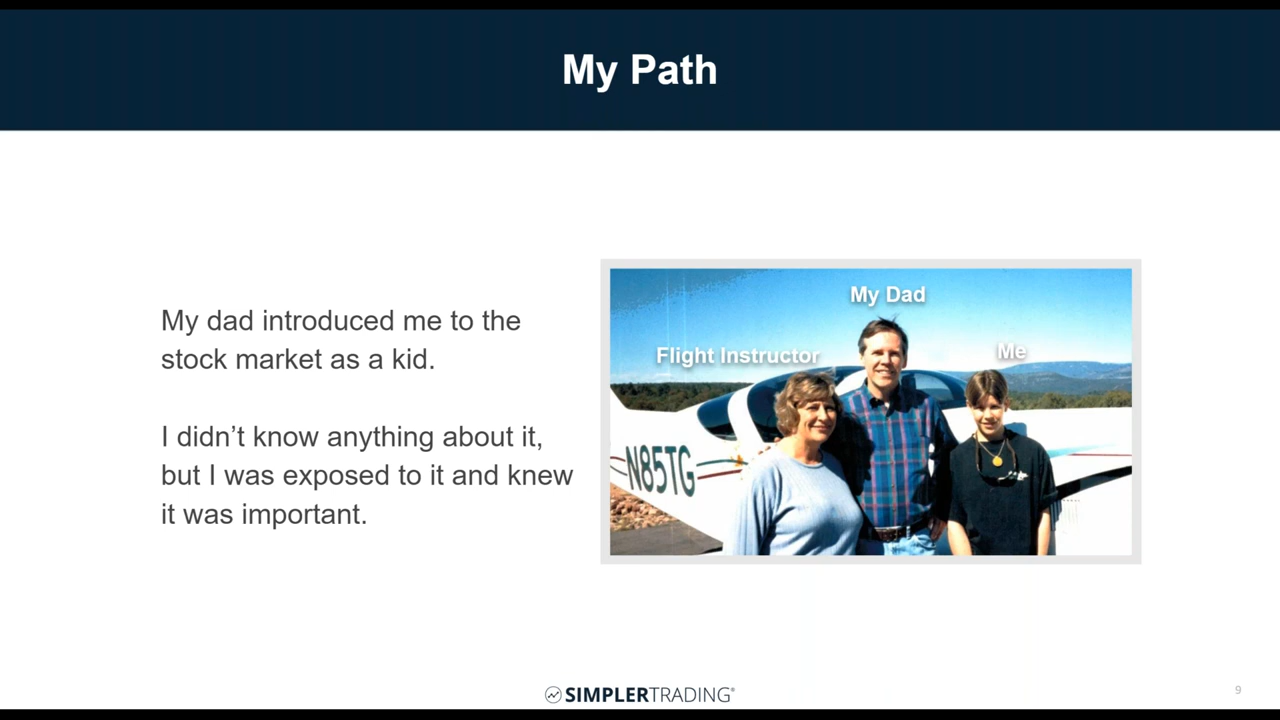 My Path
My dad introduced me to the
stock market as a kid.
I didn’t know anything about it,
but I was exposed to it and knew
it was important.
My Dad
Flight Instructor
Me
N85TG
SIMPLERTRADING®
9